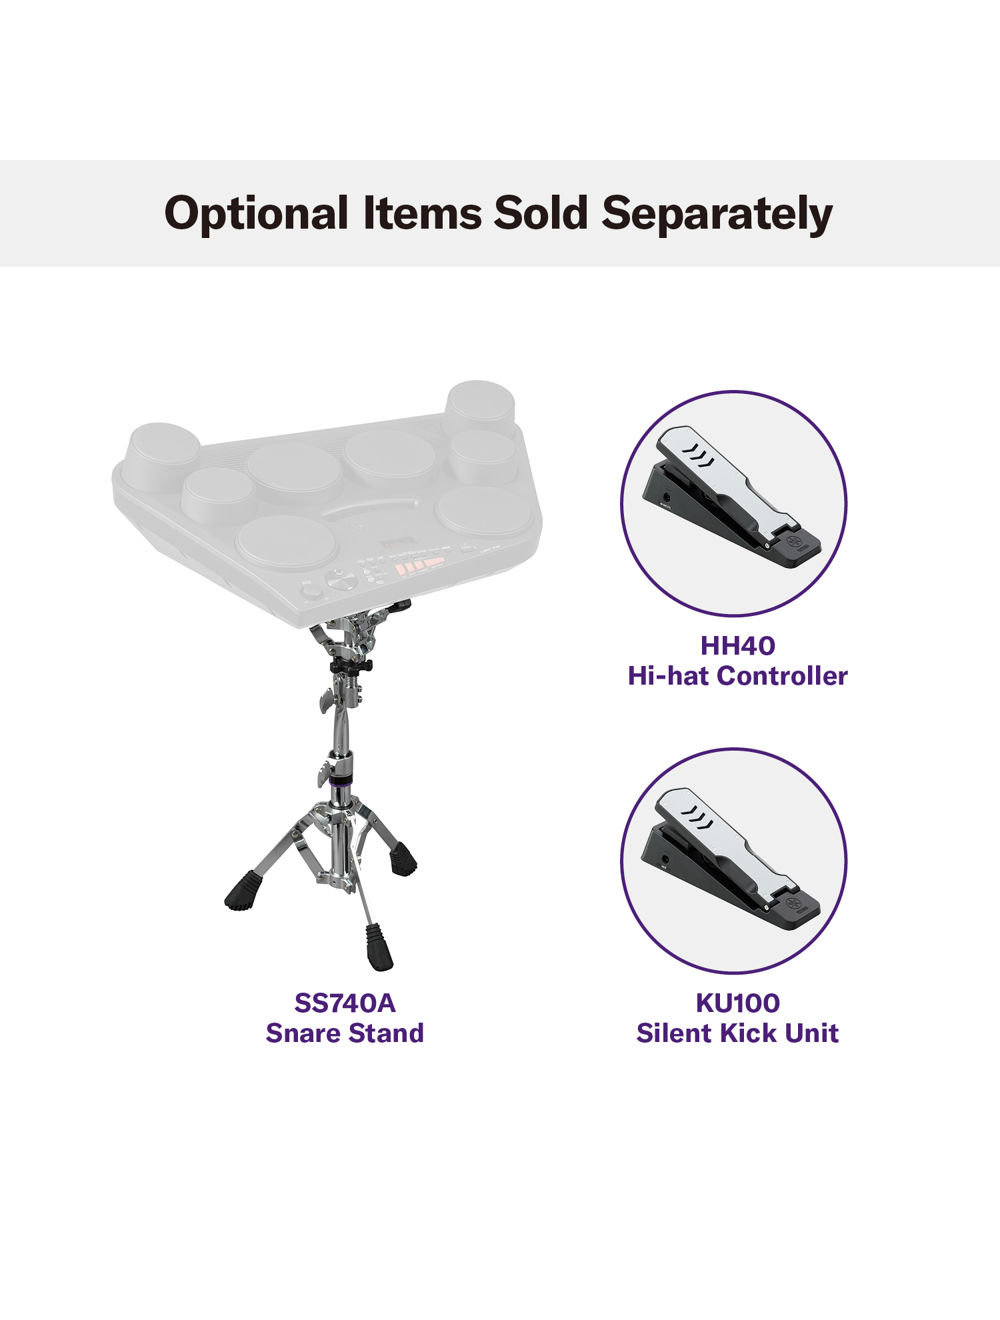 Optional Items Sold Separately
HH40
Hi-hat Controller
SS740A
Snare Stand
KU100
Silent Kick Unit